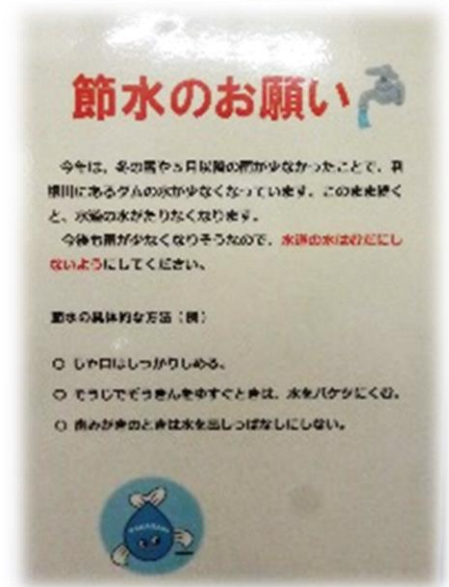 節水のお願い
今年は、冬の雪や5月以降の雨が少なかったことで、利
根川にあるダムの水が少なくなっています。このまま続く
と、水道の水がたりなくなります。
今後も雨が少なくなりそうなので、水道の水はむだにし
ないようにしてください。
節水の具体的な方法(例)
○ じゃ口はしっかりしめる。
○ そうじでぞうきんをゆすぐときは、水をバケツにくむ。
○ 歯みがきのときは水を出しっぱなしにしない。